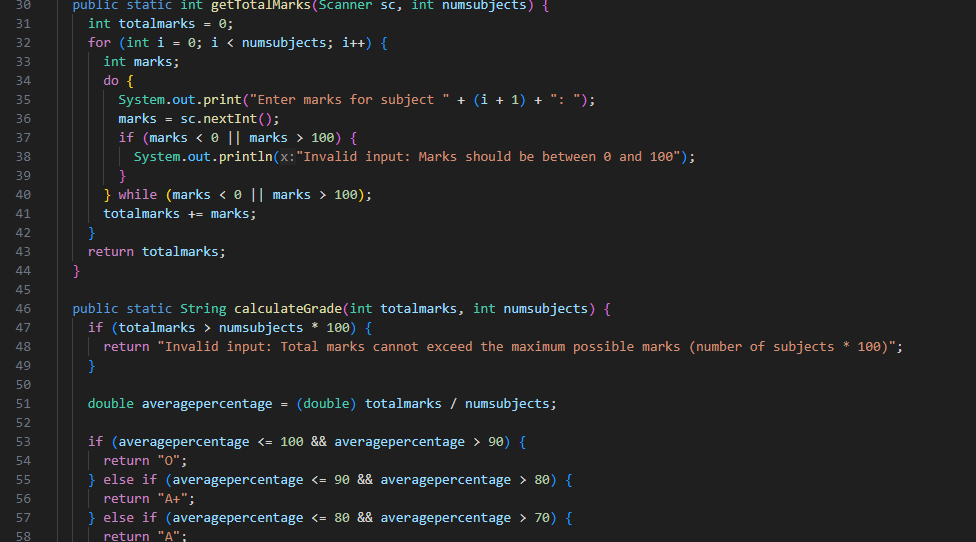 30 public static int getTotalMarks(Scanner sc, int numsubjects) {
31 int totalmarks = 0;
32 for (int i = 0; i < numsubjects; i++) {
33 int marks;
34 do {
35 System.out.print("Enter marks for subject " + (i + 1) + ": ");
36 marks = sc.nextInt();
37 if (marks < 0 || marks > 100) {
38 System.out.println(x:"Invalid input: Marks should be between 0 and 100");
39 }
40 } while (marks < 0 || marks > 100);
41 totalmarks += marks;
42 }
43 return totalmarks;
44 }
45
46 public static String calculateGrade(int totalmarks, int numsubjects) {
47 if (totalmarks > numsubjects * 100) {
48 return "Invalid input: Total marks cannot exceed the maximum possible marks (number of subjects * 100)";
49 }
50
51 double averagepercentage = (double) totalmarks / numsubjects;
52
53 if (averagepercentage <= 100 && averagepercentage > 90) {
54 return "O";
55 } else if (averagepercentage <= 90 && averagepercentage > 80) {
56 return "A+";
57 } else if (averagepercentage <= 80 && averagepercentage > 70) {
58 return "A";